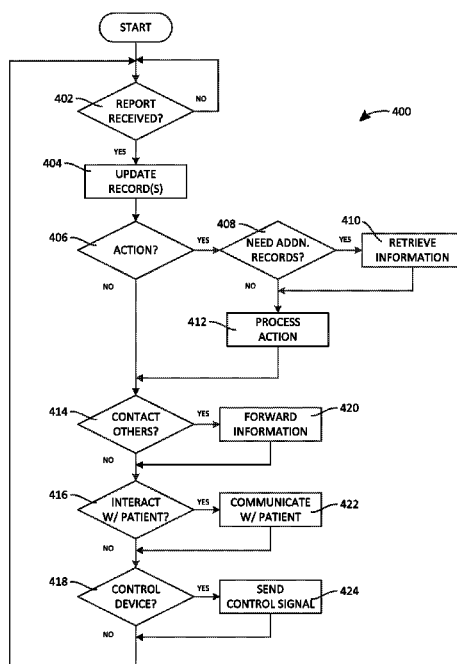 START
402
REPORT
RECEIVED?
NO
400
YES
404
UPDATE
RECORD(S)
406
ACTION?
YES
408
NEED ADDN.
RECORDS?
YES
410
RETRIEVE
INFORMATION
NO
NO
412
PROCESS
ACTION
414
CONTACT
OTHERS?
YES
FORWARD
INFORMATION
420
NO
416
INTERACT
W/ PATIENT?
YES
COMMUNICATE
W/ PATIENT
422
NO
418
CONTROL
DEVICE?
YES
SEND
CONTROL SIGNAL
424
NO